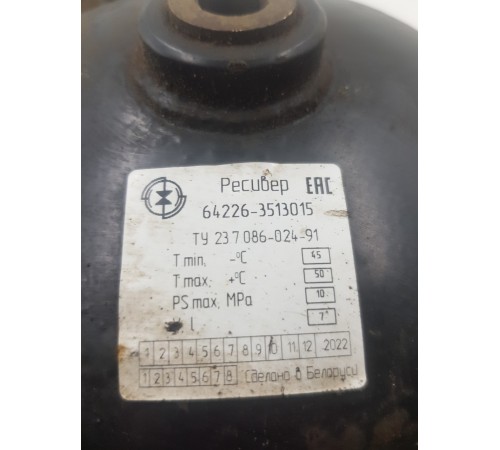 Ресивер EAC
64226-3513015
ТУ 23 7 086-024-91
T min, -°C 45
T max, +°C 50
PS max, MPa 10
l 7
1 2 3 4 5 6 7 8 9 10 11 12 2022
1 2 3 4 5 6 7 8 Сделано в Беларуси